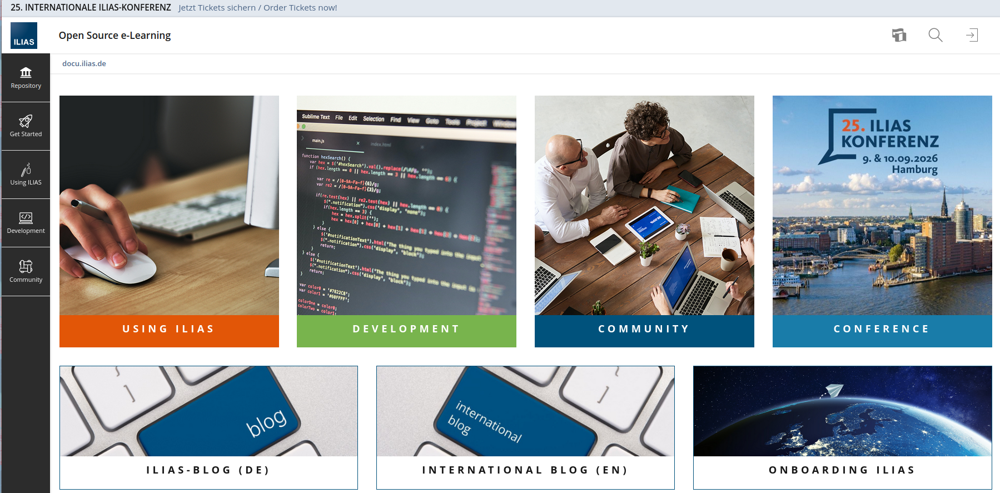 25. INTERNATIONALE ILIAS-KONFERENZ Jetzt Tickets sichern / Order Tickets now!
ILIAS
Open Source e-Learning
docu.ilias.de
Repository
Get Started
Using ILIAS
Development
Community
Sublime Text File Edit Selection Find View Goto Tools Project
main.js index.html
function hexSearch() {
var hex = $('#hexSearch').val().replace(
if (hex.length == 0 || hex.length == 3 || hex.length == 
var re = /[0-9A-Fa-f]{6}/g;
var re2 = /[0-9A-Fa-f]{3}/g;
if(re.test(hex) || re2.test(hex) || hex.length == 
$(".notification").css("display", "none");
if(hex.length == 3) {
hex = hex.split("");
hex = hex[0] + hex[0] + hex[1] + hex[1] +
}
} else {
$('#notificationText').html("The thing you typed into the input
$(".notification").css("display", "block");
return;
}
} else {
$('#notificationText').html("The thing you typed into the input is
$(".notification").css("display", "block");
return;
}
var color0 = '#7822CB';
var color1 = '#60FFFF';
colorOne = color0;
colorTwo = color1;
25. ILIAS
KONFERENZ
9. & 10.09.2026
Hamburg
USING ILIAS
DEVELOPMENT
COMMUNITY
CONFERENCE
blog
international
blog
ILIAS-BLOG (DE)
INTERNATIONAL BLOG (EN)
ONBOARDING ILIAS